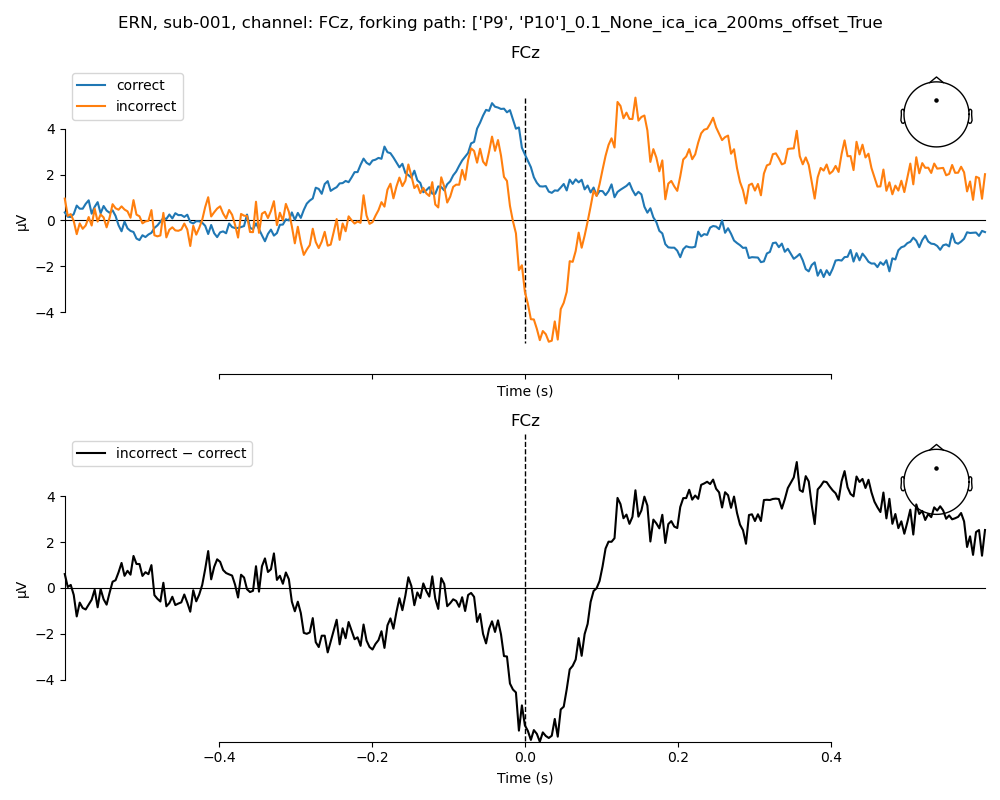 ERN, sub-001, channel: FCz, forking path: ['P9', 'P10']_0.1_None_ica_ica_200ms_offset_True
FCz
correct
incorrect
4
2
0
−2
−4
µV
Time (s)
FCz
incorrect − correct
4
2
0
−2
−4
µV
−0.4 −0.2 0.0 0.2 0.4
Time (s)